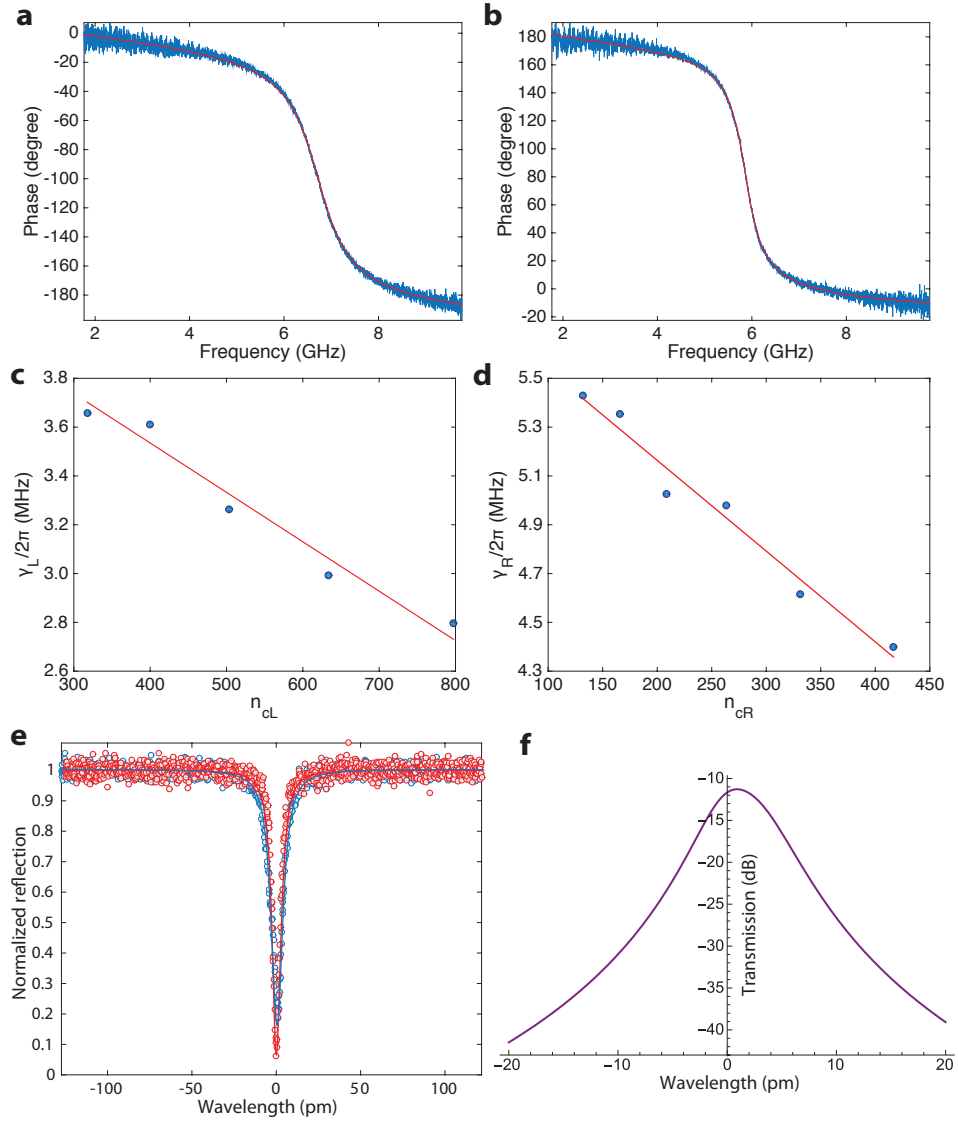 a
Phase (degree)
0
-20
-40
-60
-80
-100
-120
-140
-160
-180
2 4 6 8
Frequency (GHz)
b
Phase (degree)
180
160
140
120
100
80
60
40
20
0
-20
2 4 6 8
Frequency (GHz)
c
γL/2π (MHz)
3.8
3.6
3.4
3.2
3.0
2.8
2.6
300 400 500 600 700 800
ncL
d
γR/2π (MHz)
5.5
5.3
5.1
4.9
4.7
4.5
4.3
100 150 200 250 300 350 400 450
ncR
e
Normalized reflection
1
0.9
0.8
0.7
0.6
0.5
0.4
0.3
0.2
0.1
0
-100 -50 0 50 100
Wavelength (pm)
f
Transmission (dB)
−10
−15
−20
−25
−30
−35
−40
−20 −10 0 10 20
Wavelength (pm)